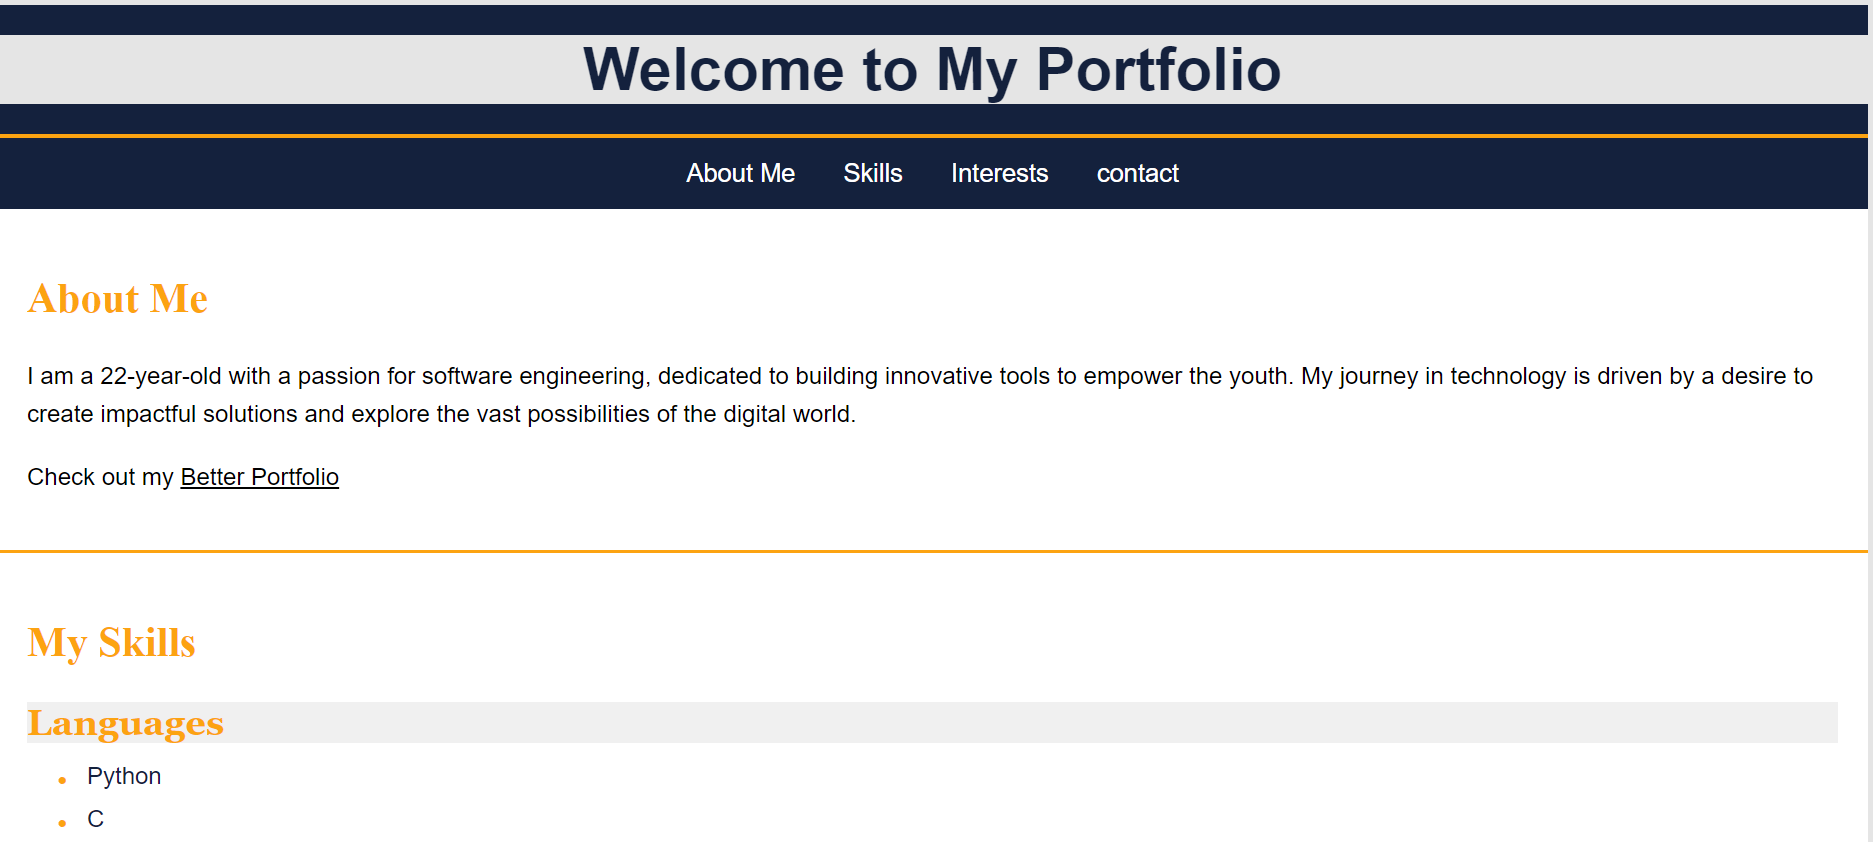 Welcome to My Portfolio
About Me Skills Interests contact
About Me
I am a 22-year-old with a passion for software engineering, dedicated to building innovative tools to empower the youth. My journey in technology is driven by a desire to
create impactful solutions and explore the vast possibilities of the digital world.
Check out my Better Portfolio
My Skills
Languages
Python
C